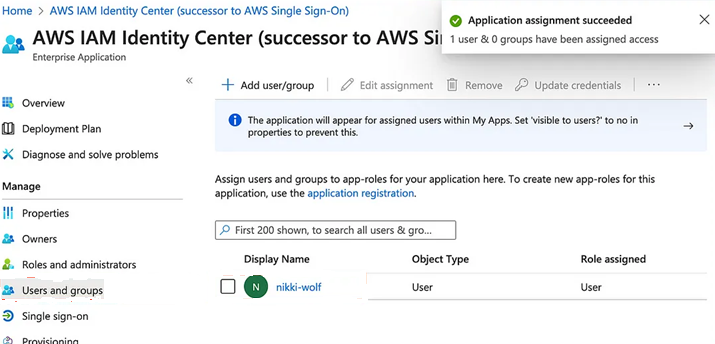 Home > AWS IAM Identity Center (successor to AWS Single Sign-On)
Application assignment succeeded
1 user & 0 groups have been assigned access
AWS IAM Identity Center (successor to AWS Si
Enterprise Application
Add user/group
Edit assignment
Remove
Update credentials
Overview
Deployment Plan
Diagnose and solve problems
Manage
Properties
Owners
Roles and administrators
Users and groups
Single sign-on
Provisioning
The application will appear for assigned users within My Apps. Set 'visible to users?' to no in
properties to prevent this.
Assign users and groups to app-roles for your application here. To create new app-roles for this
application, use the application registration.
First 200 shown, to search all users & gro...
Display Name Object Type Role assigned
N nikki-wolf User User